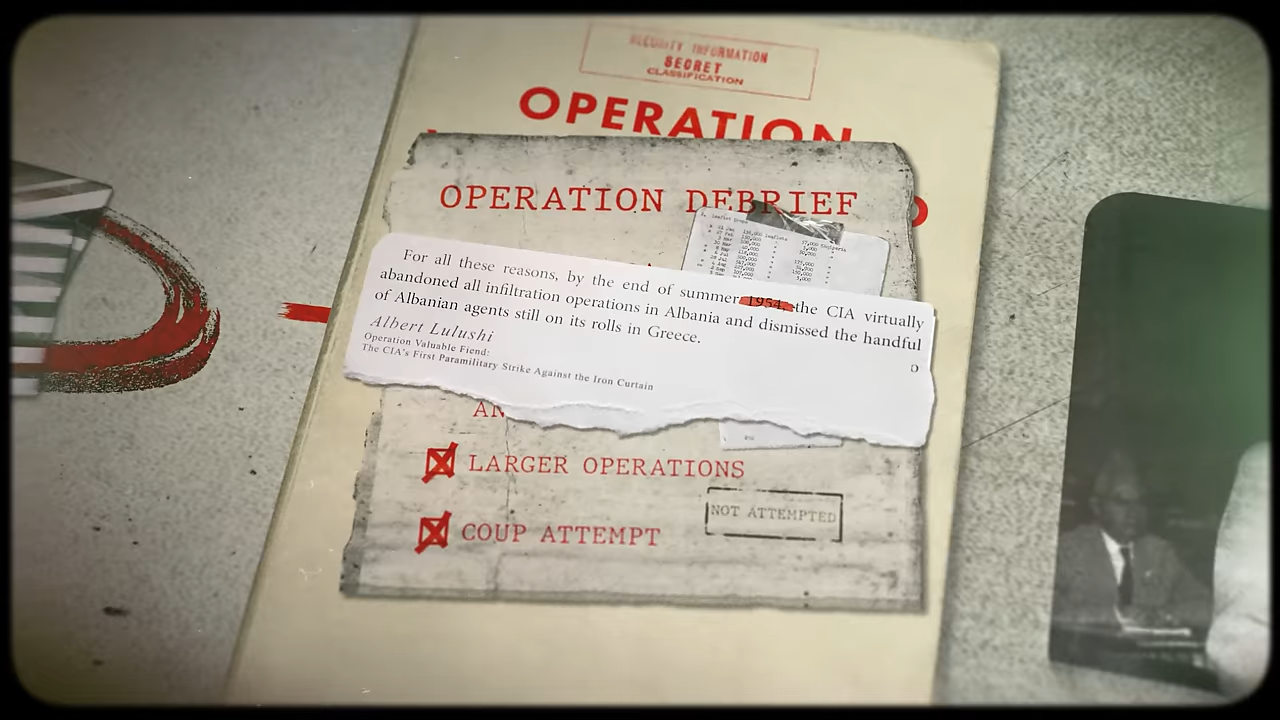 SECURITY INFORMATION
SECRET
CLASSIFICATION
OPERATION
OPERATION DEBRIEF
For all these reasons, by the end of summer 1954, the CIA virtually
abandoned all infiltration operations in Albania and dismissed the handful
of Albanian agents still on its rolls in Greece.
Albert Lulushi
Operation Valuable Fiend:
The CIA's First Paramilitary Strike Against the Iron Curtain
AN
LARGER OPERATIONS
NOT ATTEMPTED
COUP ATTEMPT